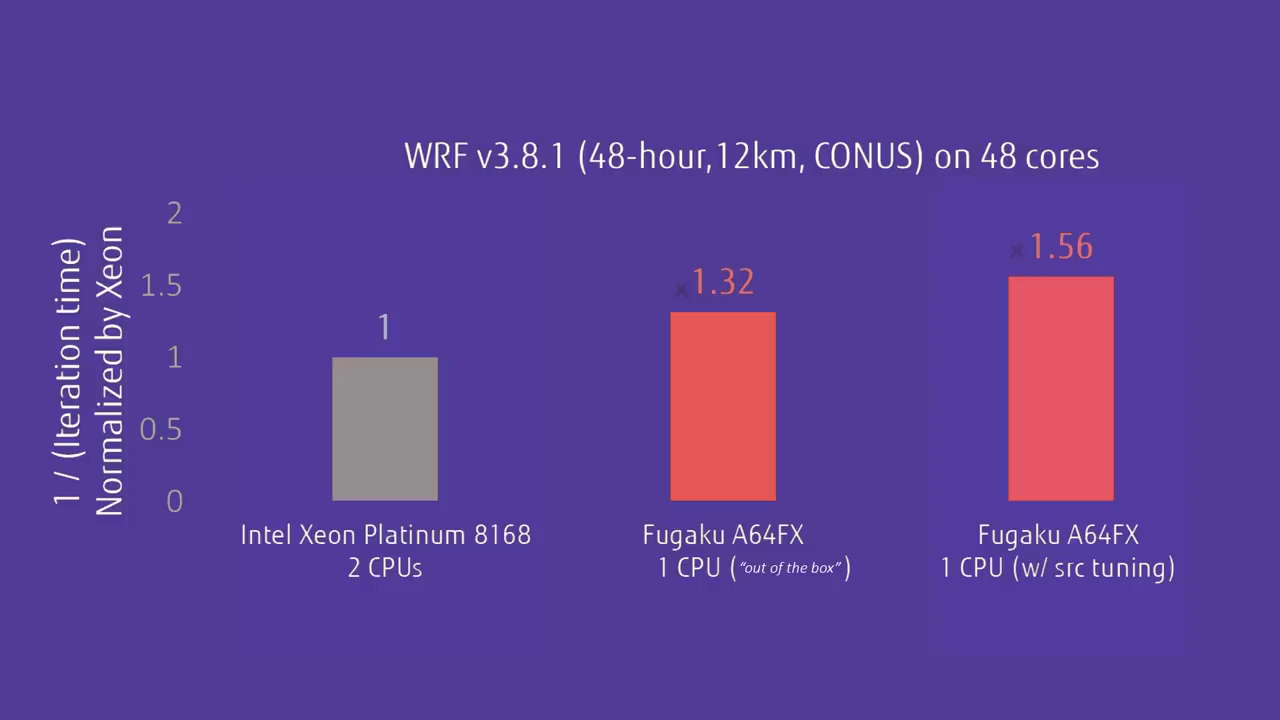 WRF v3.8.1 (48-hour,12km, CONUS) on 48 cores
1 / (Iteration time)
Normalized by Xeon
2
1.5
1
0.5
0
1
x 1.32
x 1.56
Intel Xeon Platinum 8168
2 CPUs
Fugaku A64FX
1 CPU (“out of the box”)
Fugaku A64FX
1 CPU (w/ src tuning)